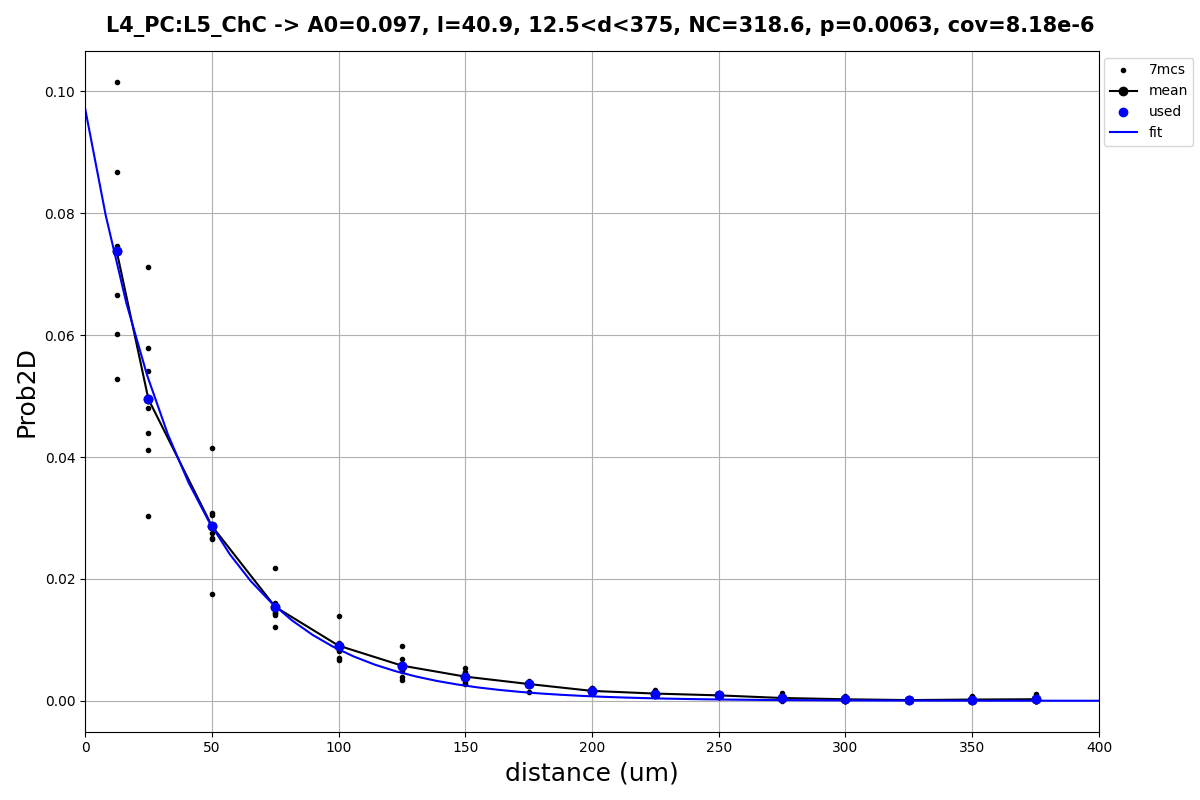 L4_PC:L5_ChC -> A0=0.097, l=40.9, 12.5<d<375, NC=318.6, p=0.0063, cov=8.18e-6
7mcs
mean
used
fit
Prob2D
0.10
0.08
0.06
0.04
0.02
0.00
0 50 100 150 200 250 300 350 400
distance (um)